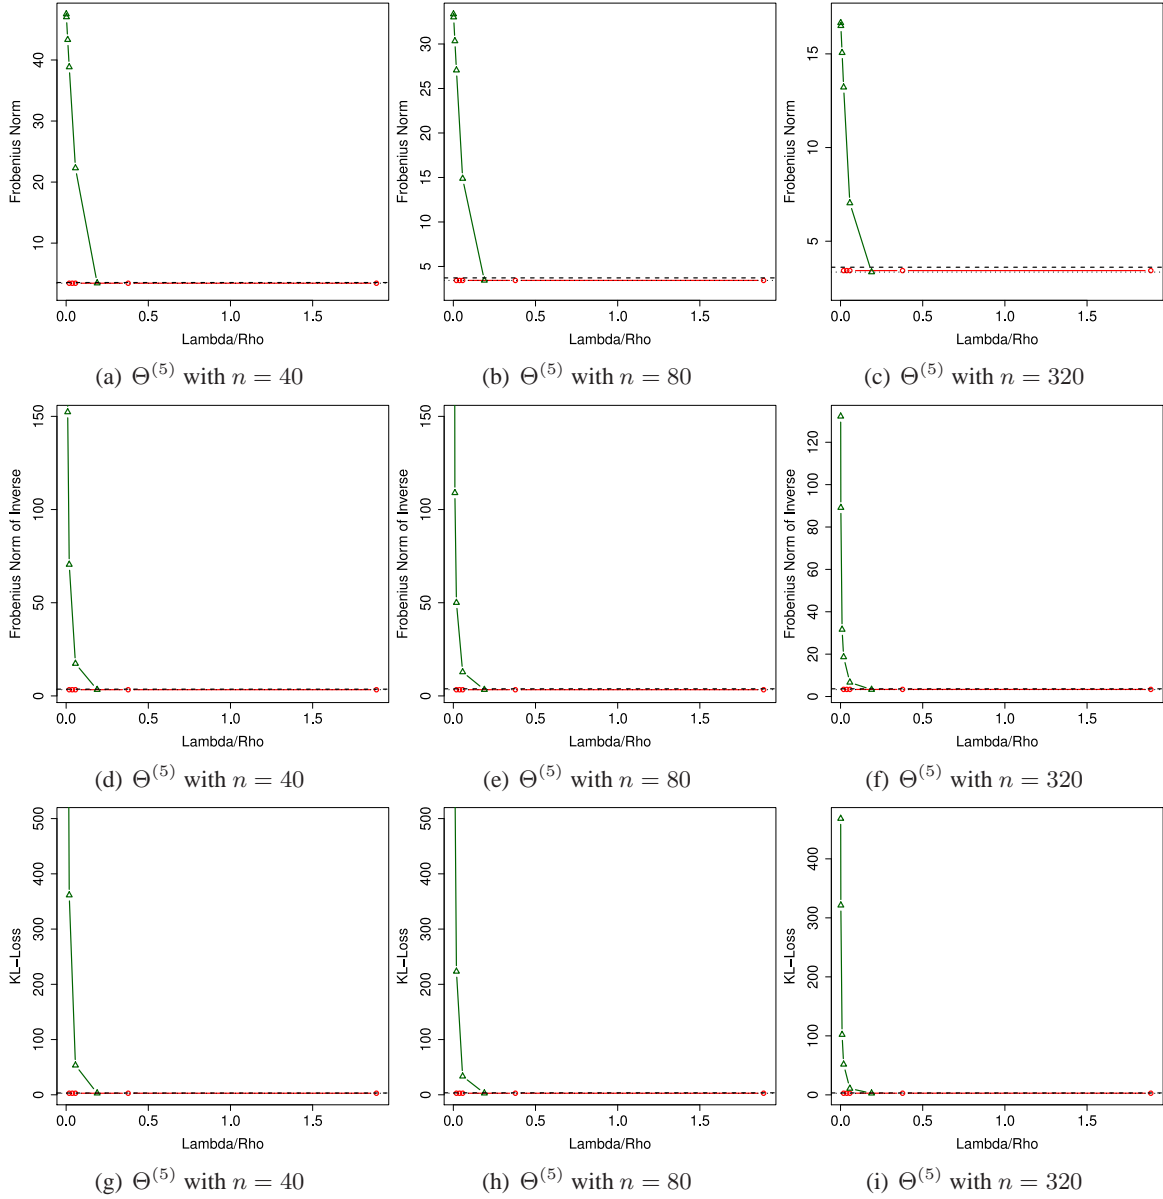 Frobenius Norm
10 20 30 40
0.0 0.5 1.0 1.5
Lambda/Rho
(a) Θ^(5) with n = 40
Frobenius Norm
5 10 15 20 25 30
0.0 0.5 1.0 1.5
Lambda/Rho
(b) Θ^(5) with n = 80
Frobenius Norm
5 10 15
0.0 0.5 1.0 1.5
Lambda/Rho
(c) Θ^(5) with n = 320
Frobenius Norm of Inverse
0 50 100 150
0.0 0.5 1.0 1.5
Lambda/Rho
(d) Θ^(5) with n = 40
Frobenius Norm of Inverse
0 50 100 150
0.0 0.5 1.0 1.5
Lambda/Rho
(e) Θ^(5) with n = 80
Frobenius Norm of Inverse
0 20 40 60 80 100 120
0.0 0.5 1.0 1.5
Lambda/Rho
(f) Θ^(5) with n = 320
KL−Loss
0 100 200 300 400 500
0.0 0.5 1.0 1.5
Lambda/Rho
(g) Θ^(5) with n = 40
KL−Loss
0 100 200 300 400 500
0.0 0.5 1.0 1.5
Lambda/Rho
(h) Θ^(5) with n = 80
KL−Loss
0 100 200 300 400
0.0 0.5 1.0 1.5
Lambda/Rho
(i) Θ^(5) with n = 320